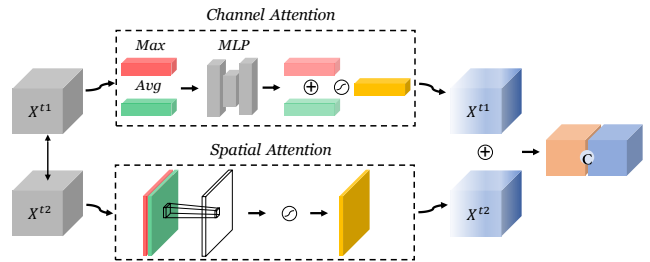 Channel Attention
Max
MLP
Avg
X^{t1}
X^{t1}
C
Spatial Attention
X^{t2}
X^{t2}